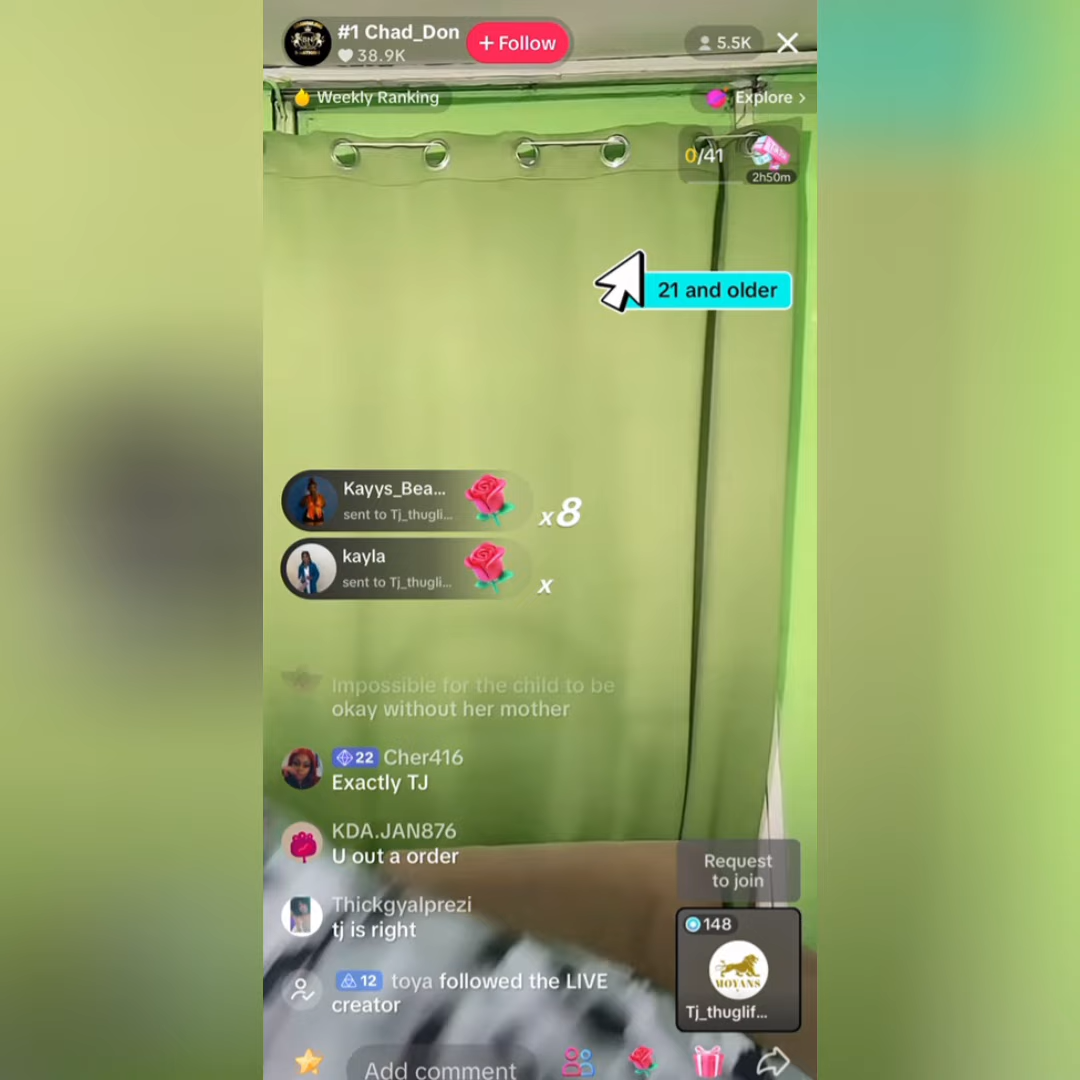 #1 Chad_Don
38.9K
+ Follow
5.5K
Weekly Ranking
Explore >
0/41
2h50m
21 and older
Kayys_Bea...
sent to Tj_thugli...
x8
kayla
sent to Tj_thugli...
x
Impossible for the child to be
okay without her mother
22 Cher416
Exactly TJ
KDA.JAN876
U out a order
Thickgyalprezi
tj is right
12 toya followed the LIVE
creator
Request
to join
148
MOYANS
Tj_thuglif...
Add comment